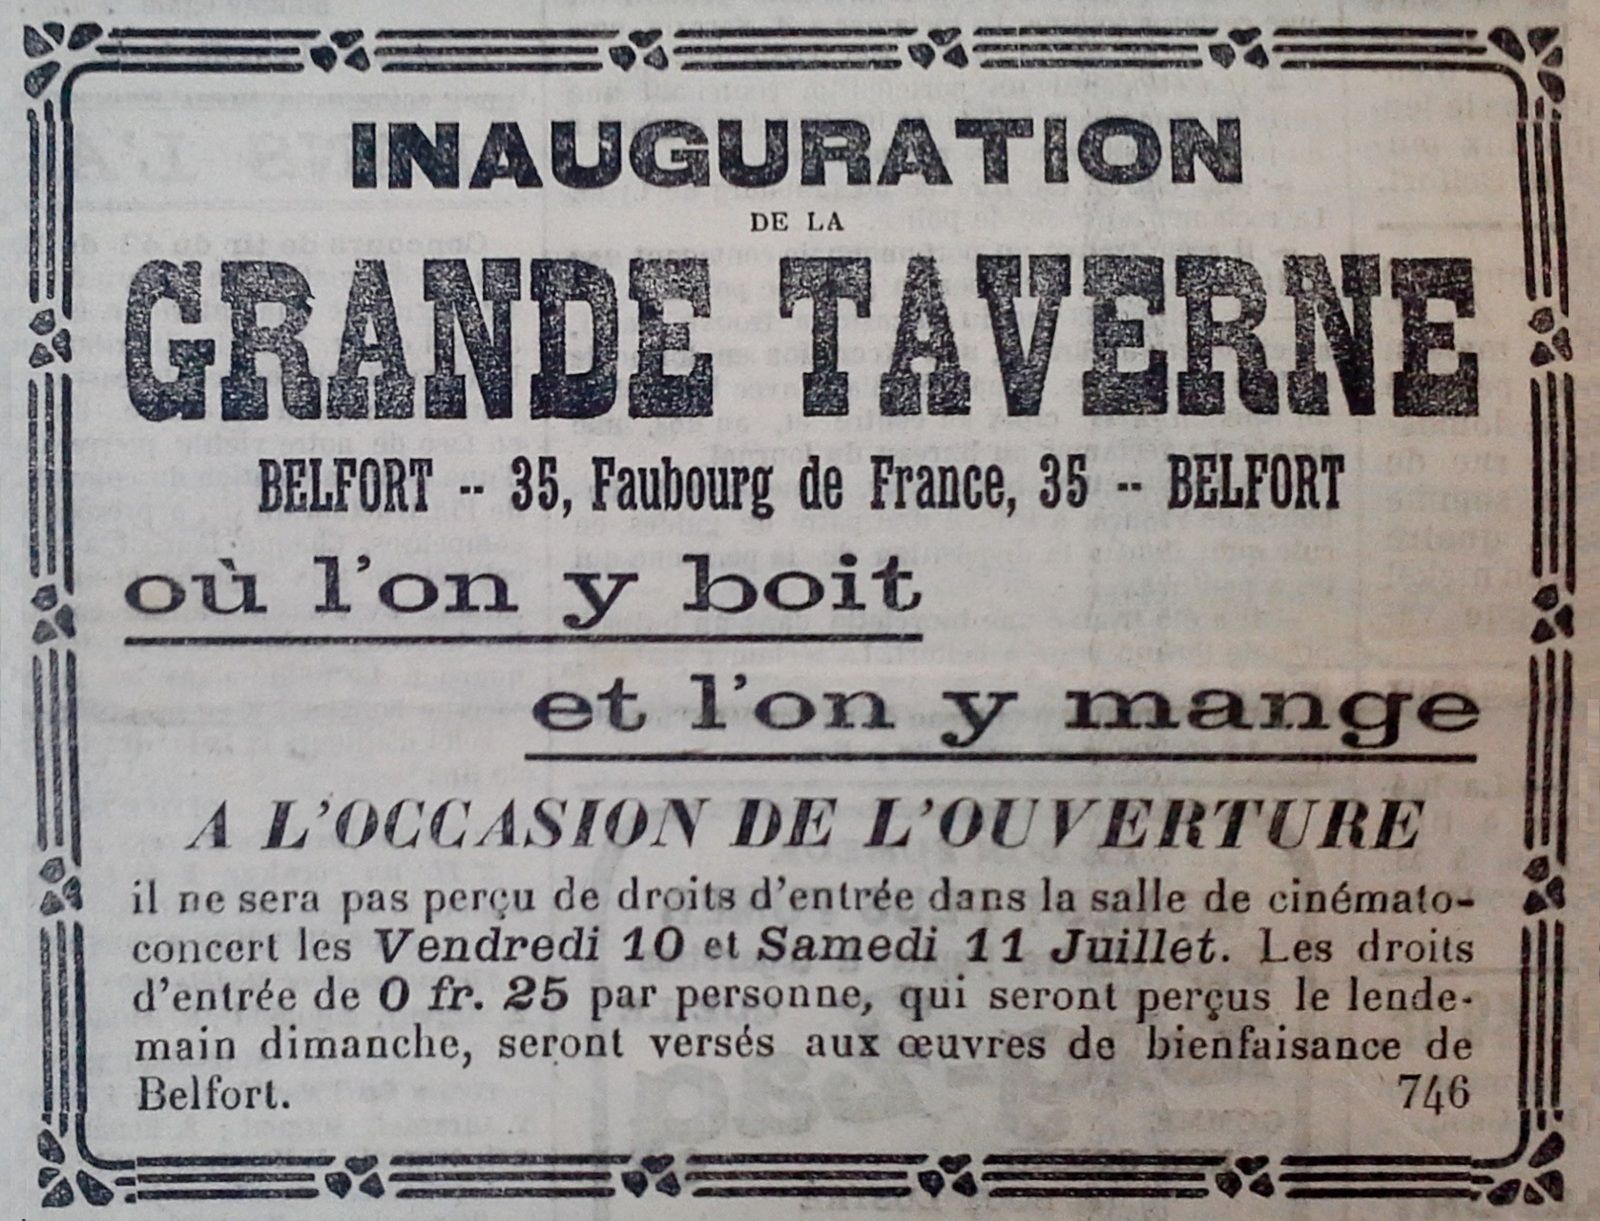 INAUGURATION
DE LA
GRANDE TAVERNE
BELFORT -- 35, Faubourg de France, 35 -- BELFORT
où l'on y boit
et l'on y mange
A L'OCCASION DE L'OUVERTURE
il ne sera pas perçu de droits d'entrée dans la salle de cinémato-
concert les Vendredi 10 et Samedi 11 Juillet. Les droits
d'entrée de 0 fr. 25 par personne, qui seront perçus le lende-
main dimanche, seront versés aux œuvres de bienfaisance de
Belfort. 746